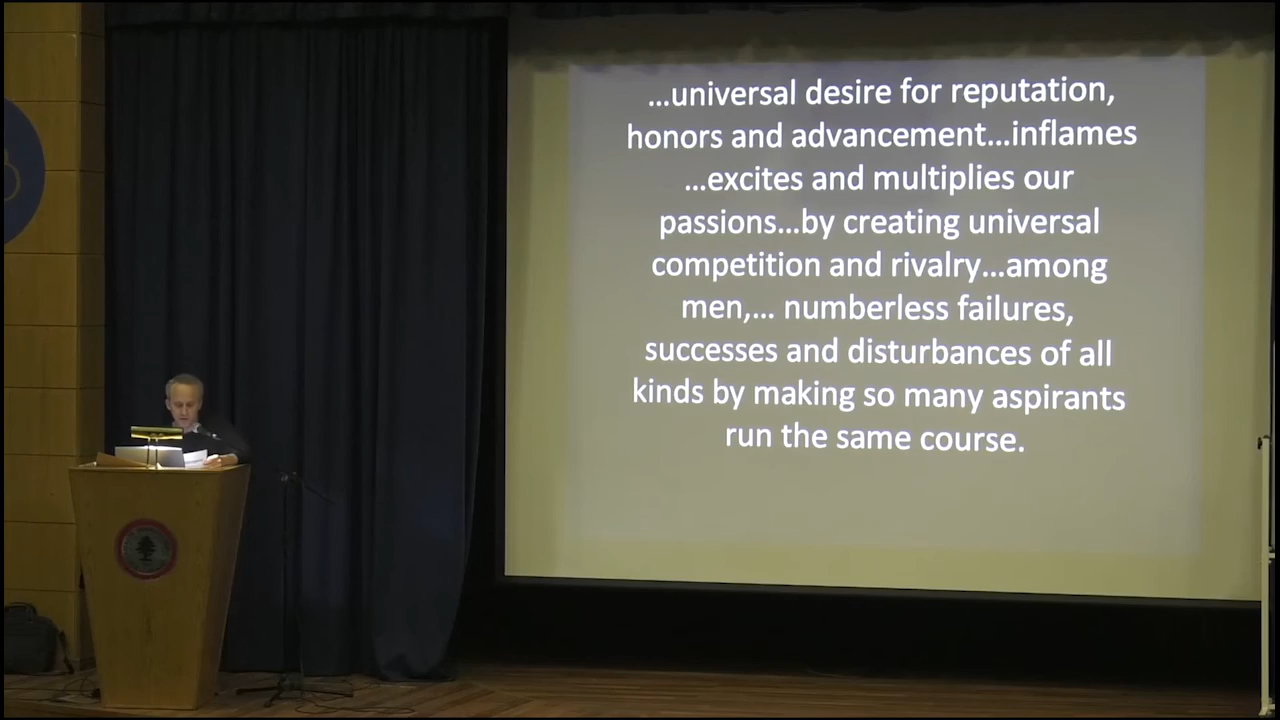 ...universal desire for reputation,
honors and advancement...inflames
...excites and multiplies our
passions...by creating universal
competition and rivalry...among
men,... numberless failures,
successes and disturbances of all
kinds by making so many aspirants
run the same course.